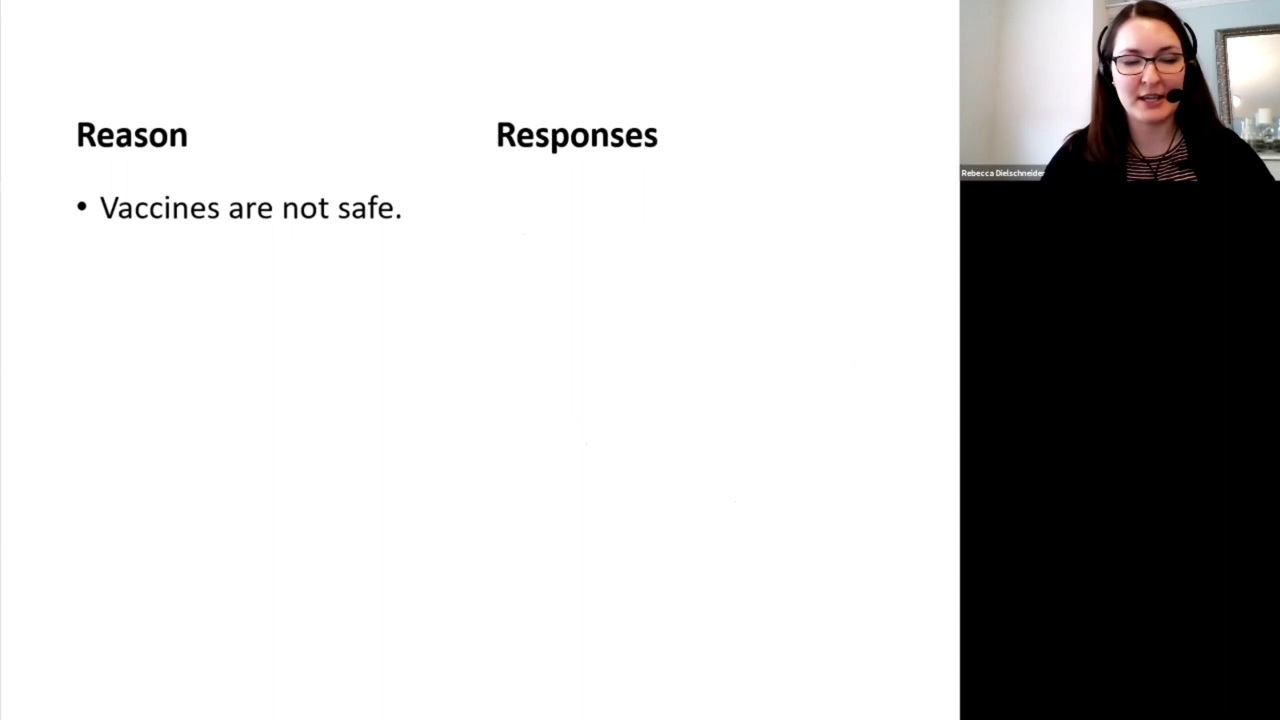 Reason
Responses
• Vaccines are not safe.
Rebecca Dielschneider